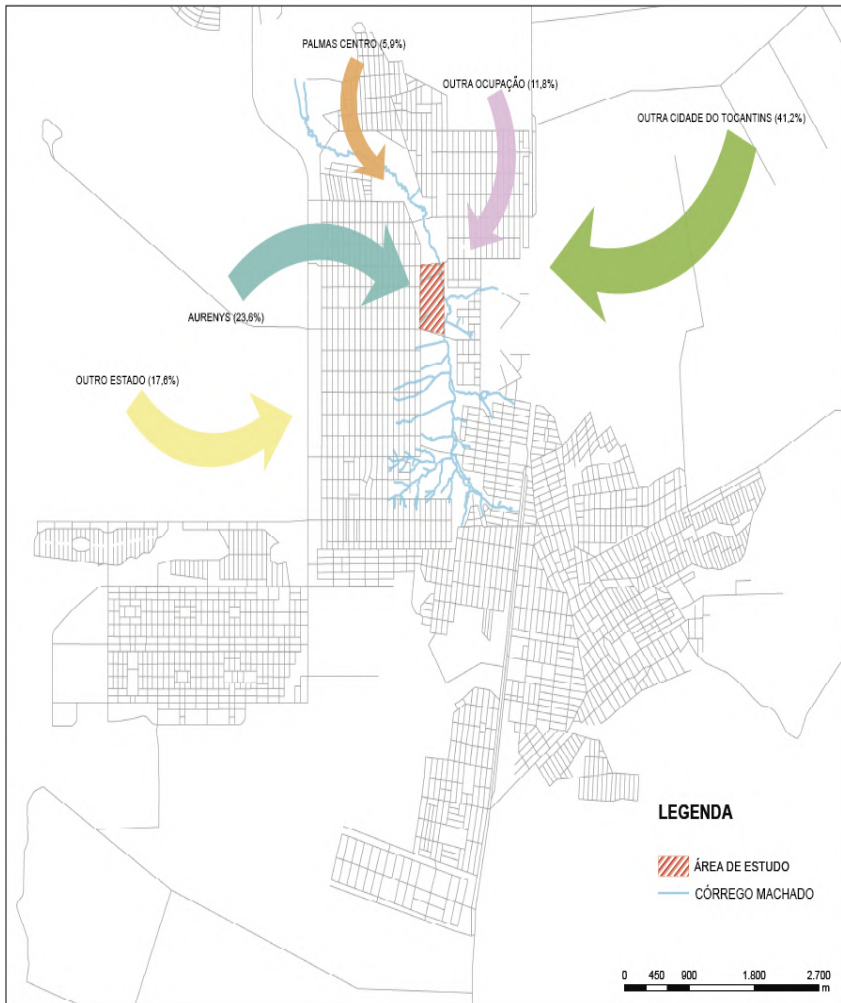 PALMAS CENTRO (5,9%)
OUTRA OCUPAÇÃO (11,8%)
OUTRA CIDADE DO TOCANTINS (41,2%)
AURENYS (23,6%)
OUTRO ESTADO (17,6%)
LEGENDA
ÁREA DE ESTUDO
CÓRREGO MACHADO
0 450 900 1.800 2.700
m